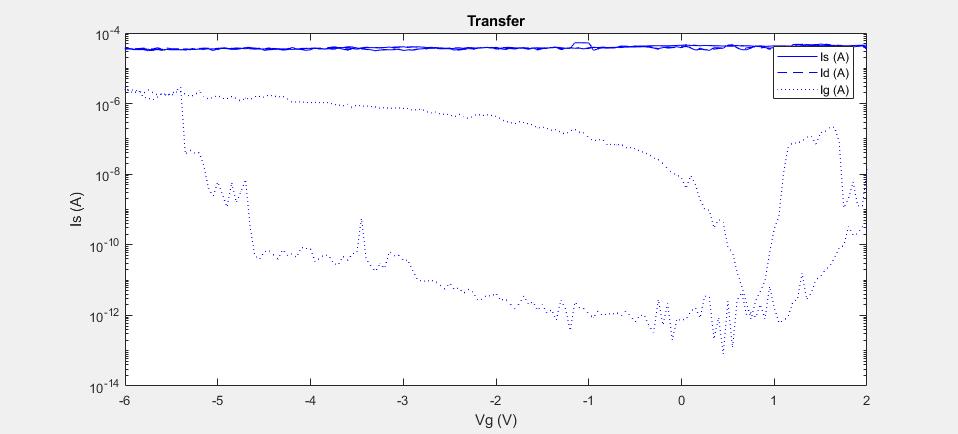 Transfer
10-4
10-6
10-8
10-10
10-12
10-14
Is (A)
Is (A)
Id (A)
Ig (A)
-6 -5 -4 -3 -2 -1 0 1 2
Vg (V)